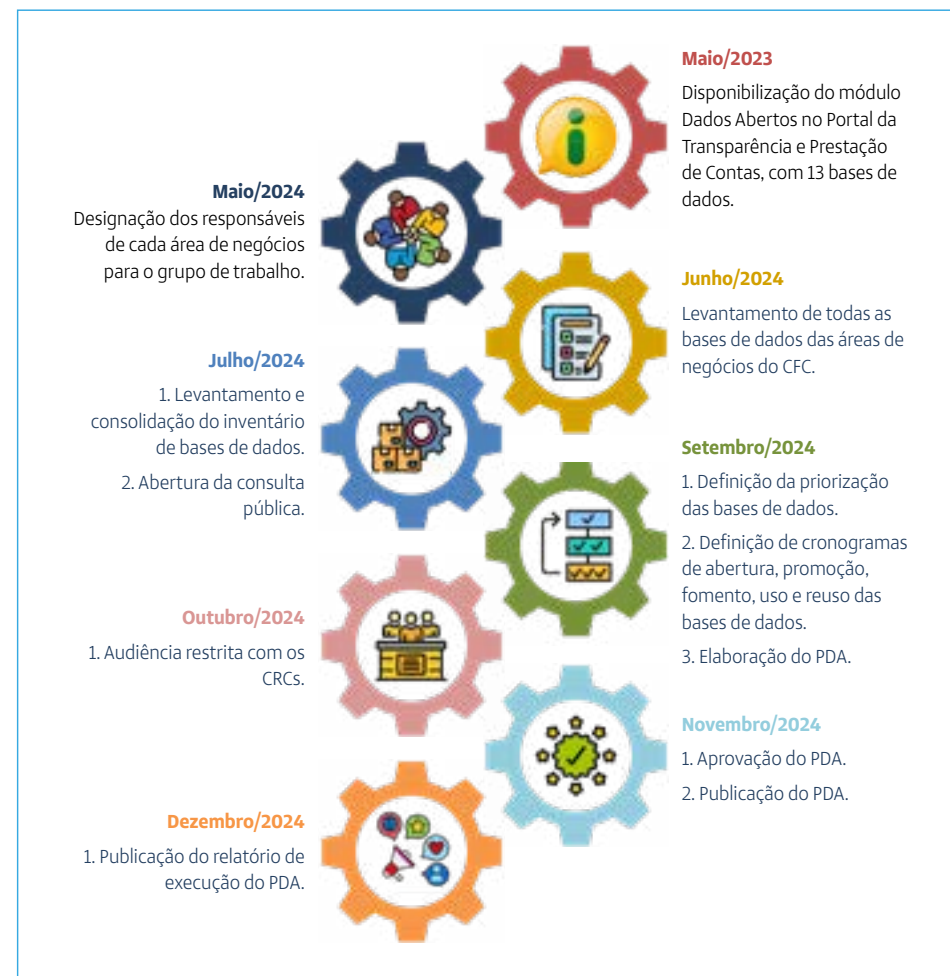 Maio/2023
Disponibilização do módulo
Dados Abertos no Portal da
Transparência e Prestação
de Contas, com 13 bases de
dados.
Maio/2024
Designação dos responsáveis
de cada área de negócios
para o grupo de trabalho.
Junho/2024
Levantamento de todas as
bases de dados das áreas de
negócios do CFC.
Julho/2024
1. Levantamento e
consolidação do inventário
de bases de dados.
2. Abertura da consulta
pública.
Setembro/2024
1. Definição da priorização
das bases de dados.
2. Definição de cronogramas
de abertura, promoção,
fomento, uso e reuso das
bases de dados.
3. Elaboração do PDA.
Outubro/2024
1. Audiência restrita com os
CRCs.
Novembro/2024
1. Aprovação do PDA.
2. Publicação do PDA.
Dezembro/2024
1. Publicação do relatório de
execução do PDA.